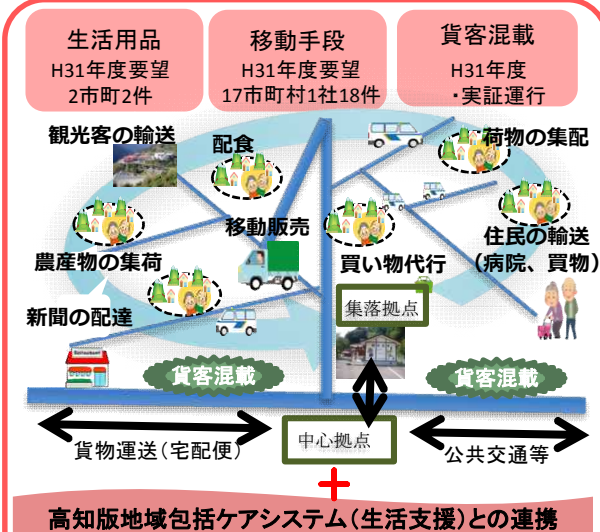 生活用品
H31年度要望
2市町2件
移動手段
H31年度要望
17市町村1社18件
貨客混載
H31年度
・実証運行
観光客の輸送
配食
荷物の集配
移動販売
農産物の集荷
買い物代行
住民の輸送
（病院、買物）
新聞の配達
集落拠点
Restaurant
貨客混載
貨客混載
貨物運送（宅配便）
中心拠点
公共交通等
+
高知版地域包括ケアシステム（生活支援）との連携